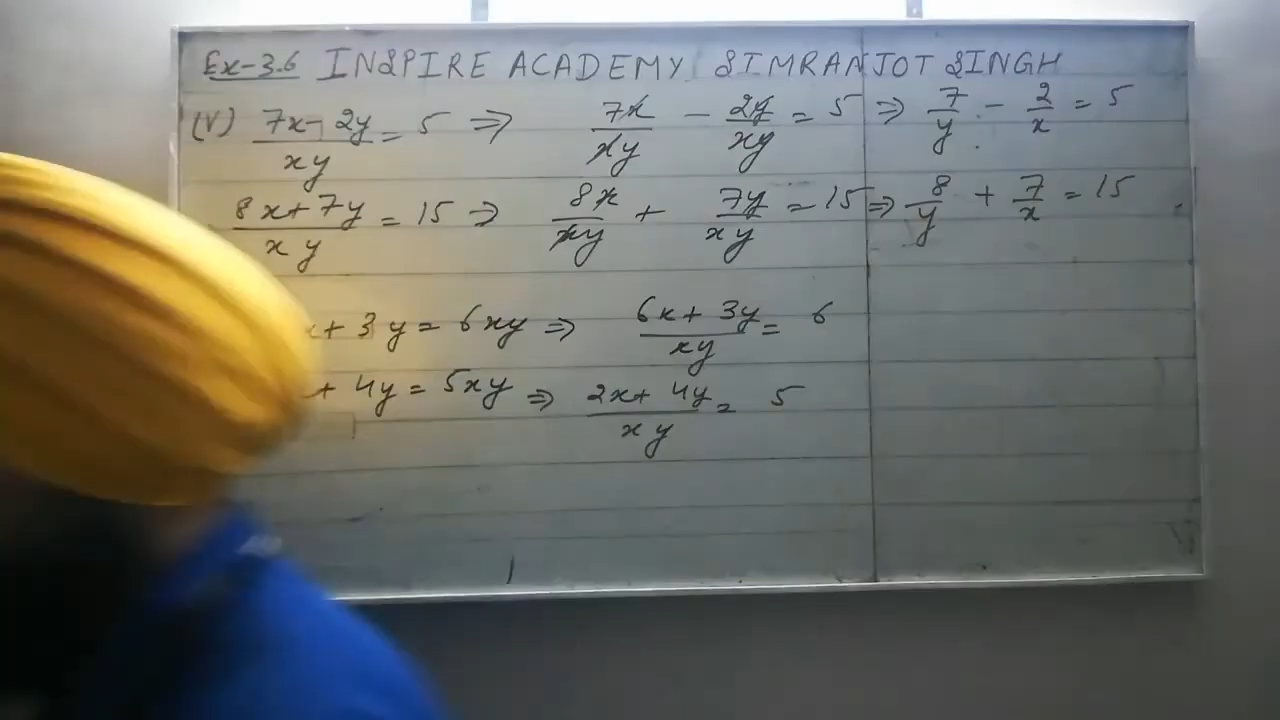 Ex-3.6 INSPIRE ACADEMY SIMRANJOT SINGH
(V) 7x-2y/xy = 5 ⇒ 7x/xy - 2y/xy = 5 ⇒ 7/y - 2/x = 5
8x+7y/xy = 15 ⇒ 8x/xy + 7y/xy = 15 ⇒ 8/y + 7/x = 15
x+3y = 6xy ⇒ 6x+3y/xy = 6
+ 4y = 5xy ⇒ 2x+4y/xy = 5